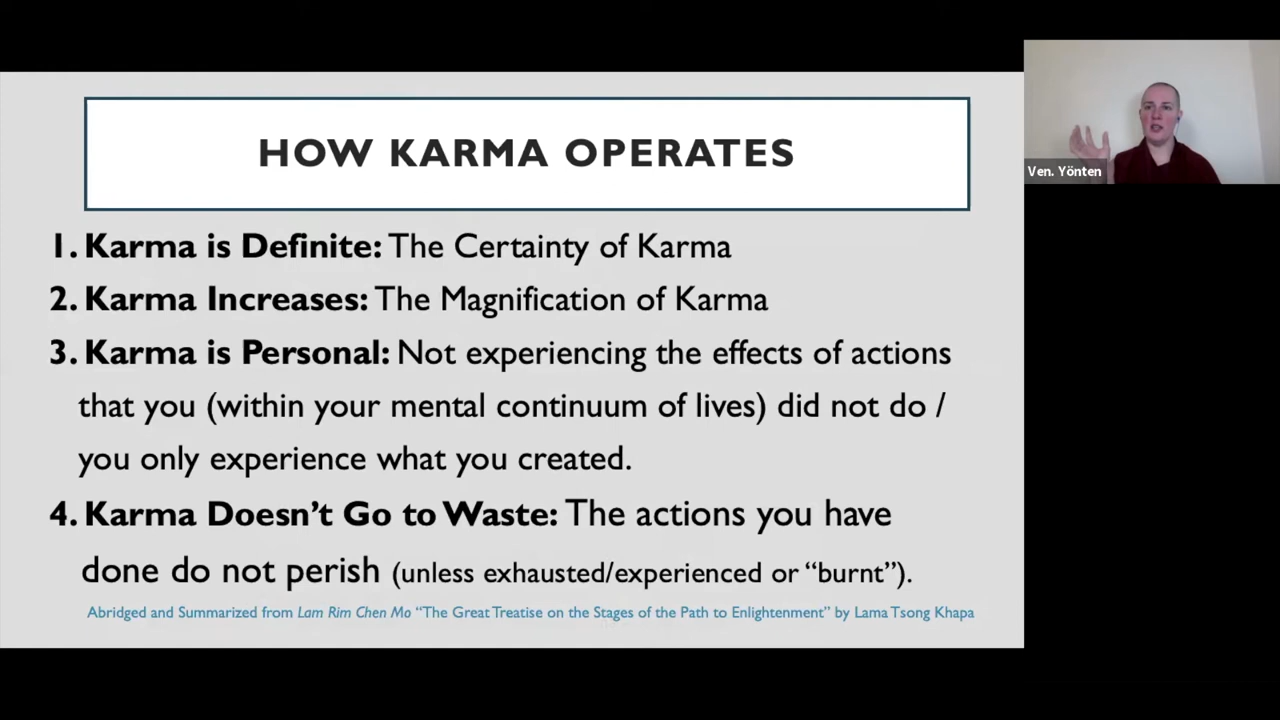 HOW KARMA OPERATES
1. Karma is Definite: The Certainty of Karma
2. Karma Increases: The Magnification of Karma
3. Karma is Personal: Not experiencing the effects of actions
that you (within your mental continuum of lives) did not do /
you only experience what you created.
4. Karma Doesn't Go to Waste: The actions you have
done do not perish (unless exhausted/experienced or “burnt”).
Abridged and Summarized from Lam Rim Chen Mo “The Great Treatise on the Stages of the Path to Enlightenment” by Lama Tsong Khapa
Ven. Yönten